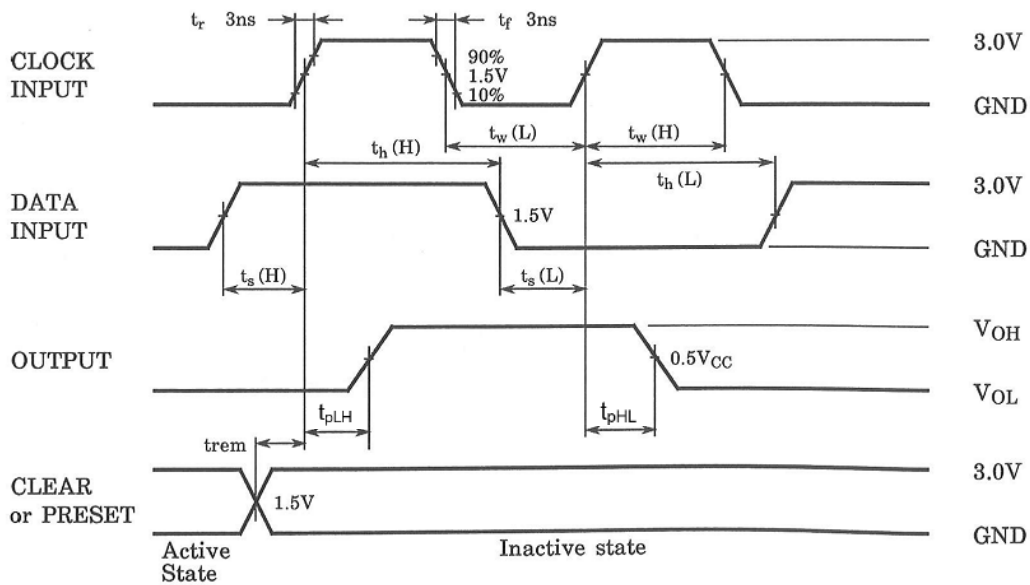 t_r 3ns t_f 3ns
CLOCK
INPUT
90%
1.5V
10%
3.0V
GND
t_w(L) t_w(H)
t_h(H) t_h(L)
DATA
INPUT
1.5V
3.0V
GND
t_s(H) t_s(L)
OUTPUT
V_OH
0.5V_CC
V_OL
t_pLH t_pHL
trem
CLEAR
or PRESET
1.5V
3.0V
GND
Active
State
Inactive state